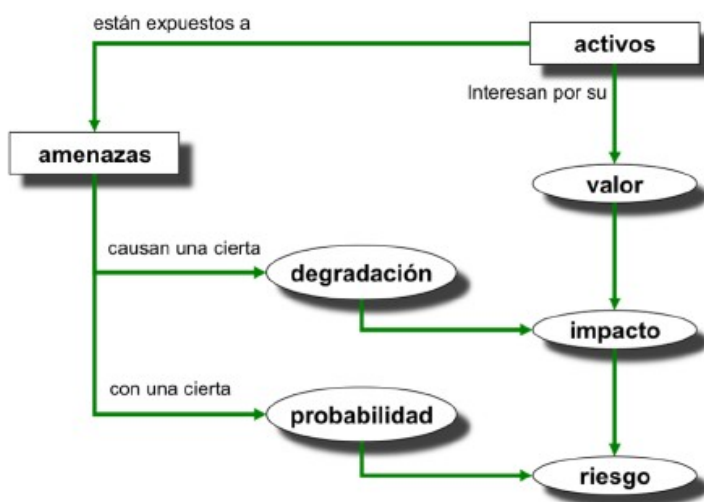 están expuestos a
activos
Interesan por su
amenazas
valor
causan una cierta
degradación
impacto
con una cierta
probabilidad
riesgo